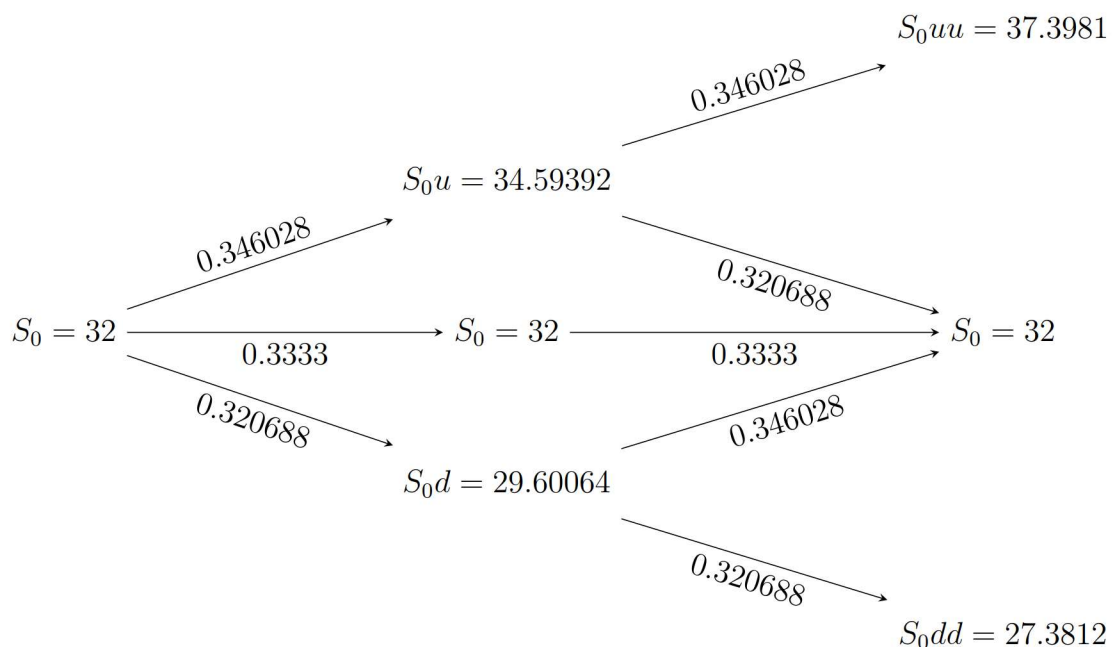 $S_0uu = 37.3981$
0.346028
$S_0u = 34.59392$
0.346028
0.320688
$S_0 = 32$
0.3333
$S_0 = 32$
0.3333
$S_0 = 32$
0.320688
0.346028
$S_0d = 29.60064$
0.320688
$S_0dd = 27.3812$